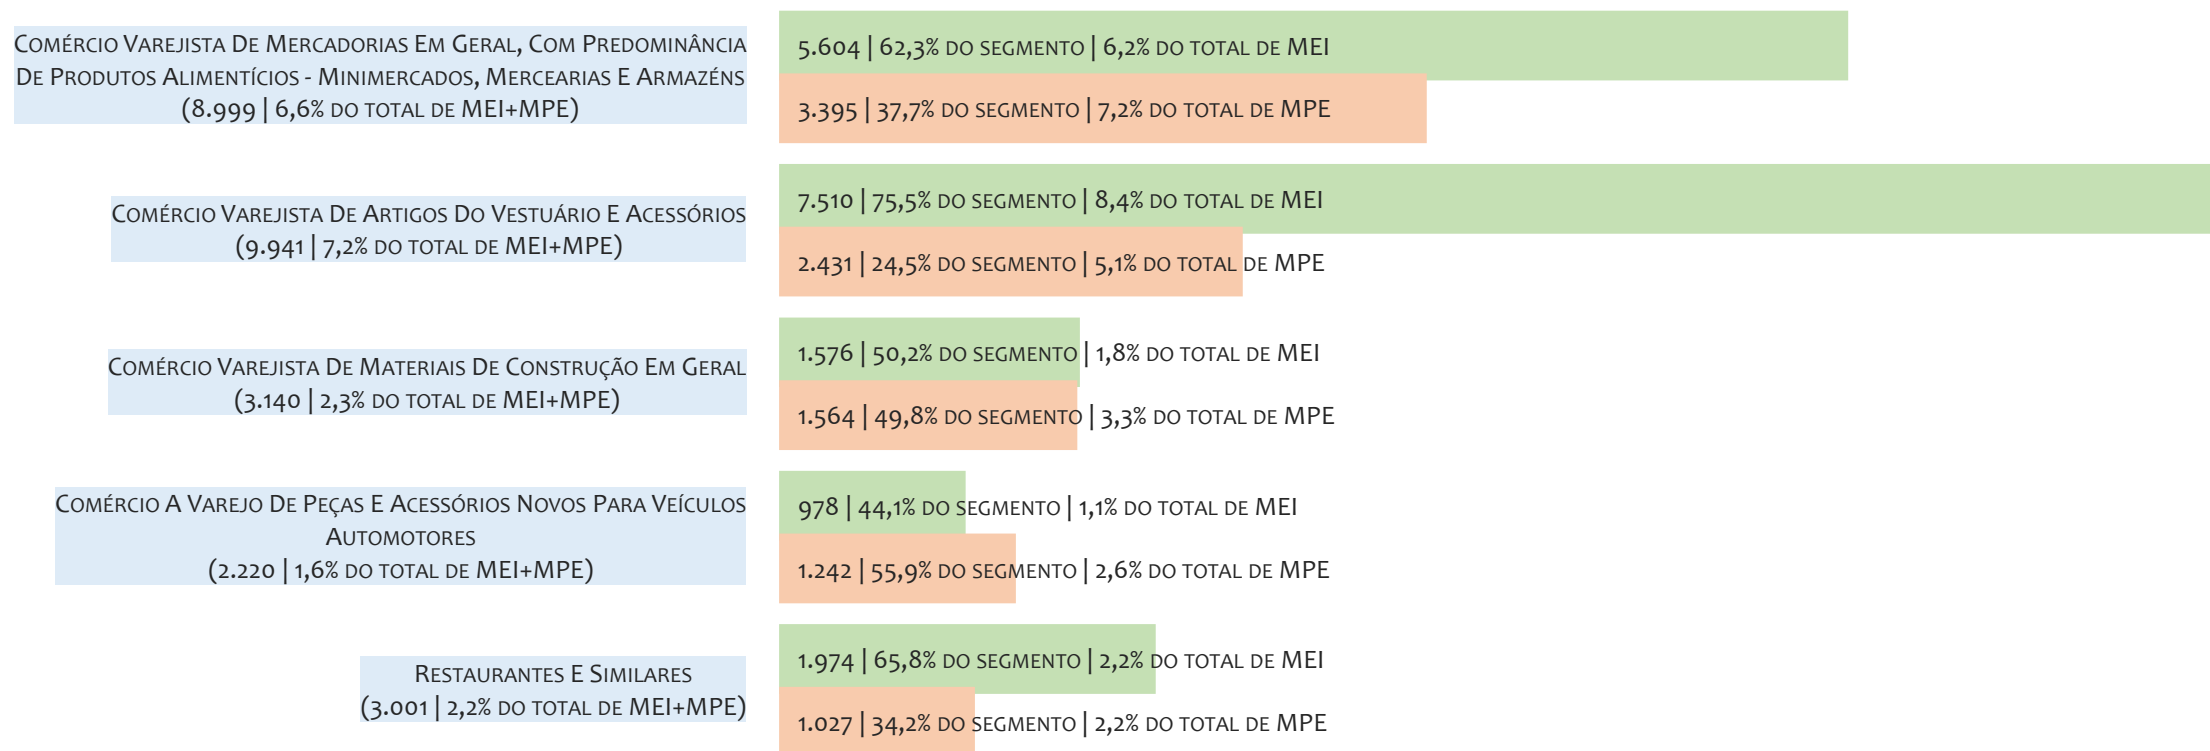 Comércio Varejista De Mercadorias Em Geral, Com Predominância
De Produtos Alimentícios - Minimercados, Mercearias E Armazéns
(8.999 | 6,6% do total de MEI+MPE)
5.604 | 62,3% do segmento | 6,2% do total de MEI
3.395 | 37,7% do segmento | 7,2% do total de MPE
Comércio Varejista De Artigos Do Vestuário E Acessórios
(9.941 | 7,2% do total de MEI+MPE)
7.510 | 75,5% do segmento | 8,4% do total de MEI
2.431 | 24,5% do segmento | 5,1% do total de MPE
Comércio Varejista De Materiais De Construção Em Geral
(3.140 | 2,3% do total de MEI+MPE)
1.576 | 50,2% do segmento | 1,8% do total de MEI
1.564 | 49,8% do segmento | 3,3% do total de MPE
Comércio A Varejo De Peças E Acessórios Novos Para Veículos
Automotores
(2.220 | 1,6% do total de MEI+MPE)
978 | 44,1% do segmento | 1,1% do total de MEI
1.242 | 55,9% do segmento | 2,6% do total de MPE
Restaurantes E Similares
(3.001 | 2,2% do total de MEI+MPE)
1.974 | 65,8% do segmento | 2,2% do total de MEI
1.027 | 34,2% do segmento | 2,2% do total de MPE